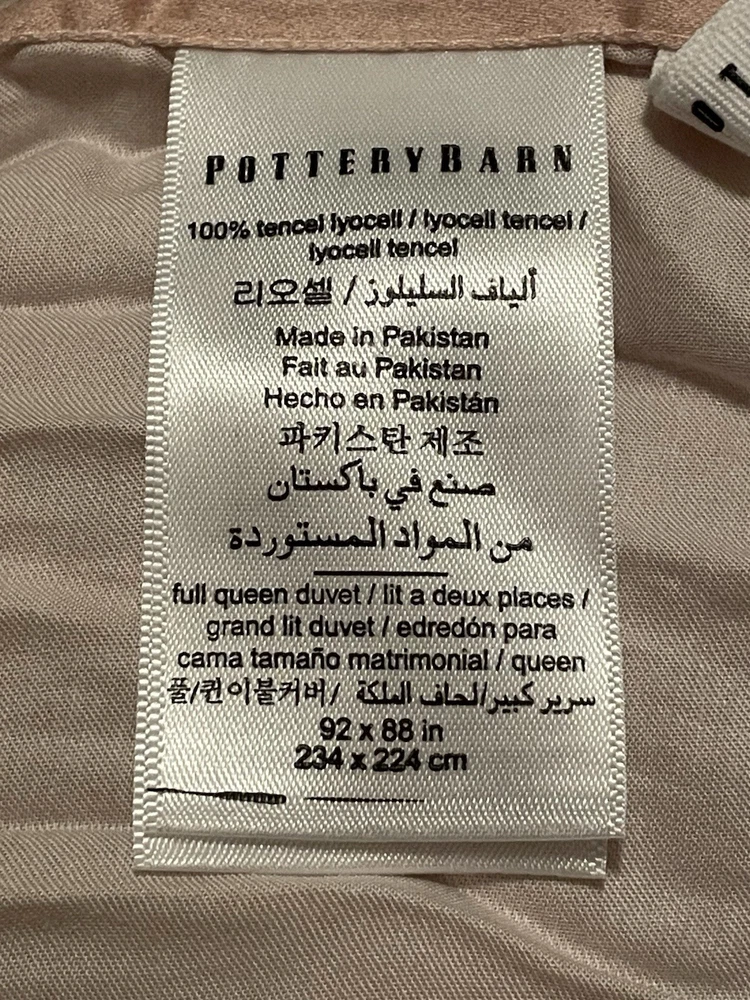 POTTERYBARN
100% tencel lyocell / lyocell tencel /
lyocell tencel
리오셀 / ألياف السليلوز
Made in Pakistan
Fait au Pakistan
Hecho en Pakistán
파키스탄 제조
صنع في باكستان
من المواد المستوردة
full queen duvet / lit a deux places /
grand lit duvet / edredón para
cama tamaño matrimonial / queen
풀/퀸이불커버/ سرير كبير/لحاف الملكة
92 x 88 in
234 x 224 cm